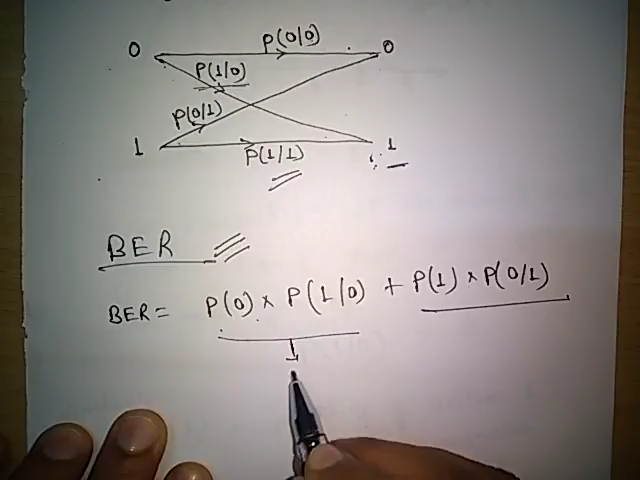 0 P(0/0) 0
P(1/0)
P(0/1)
1 P(1/1) 1
BER
BER = P(0) × P(1/0) + P(1) × P(0/1)
1